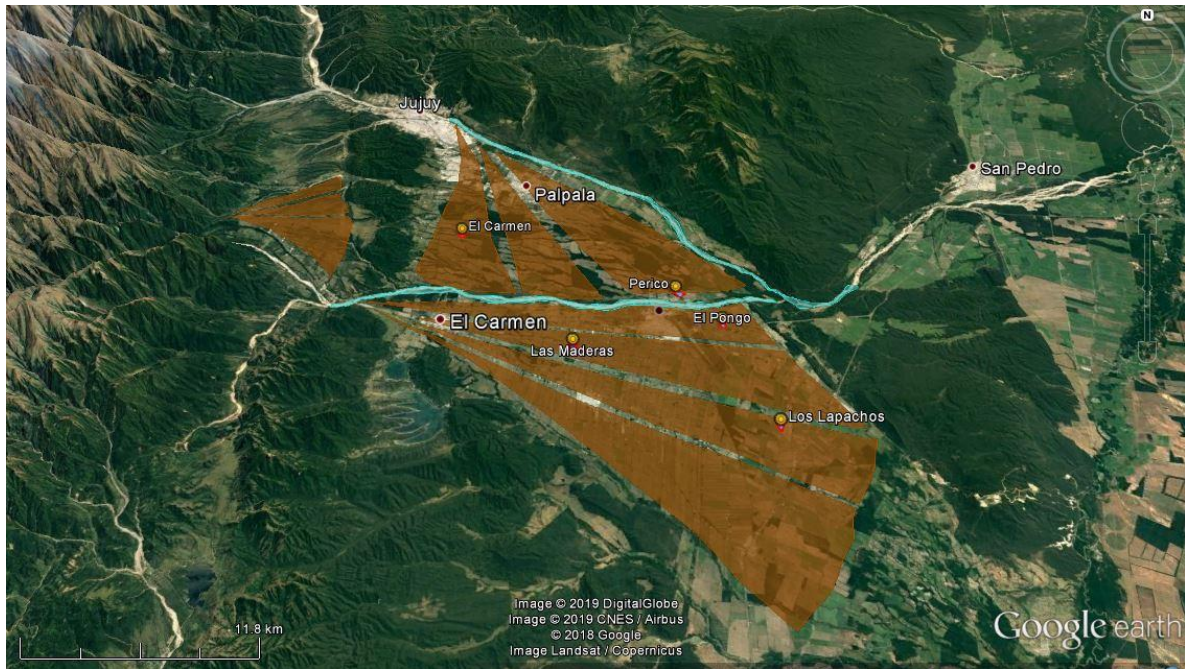 N
Jujuy
San Pedro
Palpala
El Carmen
Perico
El Carmen
El Pongo
Las Maderas
Los Lapachos
Image © 2019 DigitalGlobe
Image © 2019 CNES / Airbus
© 2018 Google
Image Landsat / Copernicus
11.8 km
Google earth